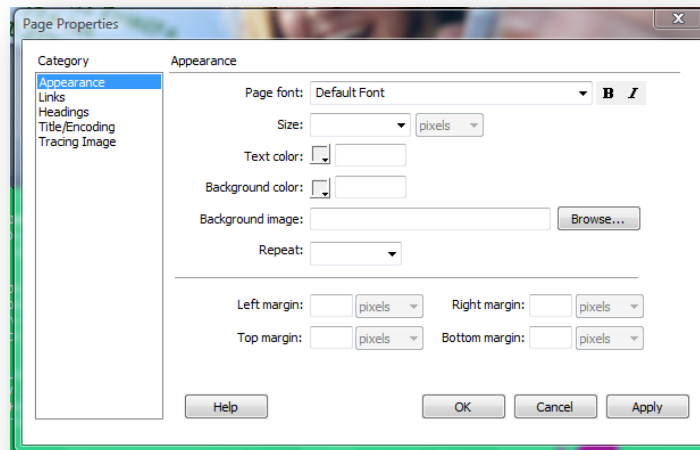 Page Properties
X
Category
Appearance
Links
Headings
Title/Encoding
Tracing Image
Appearance
Page font: Default Font B I
Size: pixels
Text color:
Background color:
Background image: Browse...
Repeat:
Left margin: pixels Right margin: pixels
Top margin: pixels Bottom margin: pixels
Help OK Cancel Apply